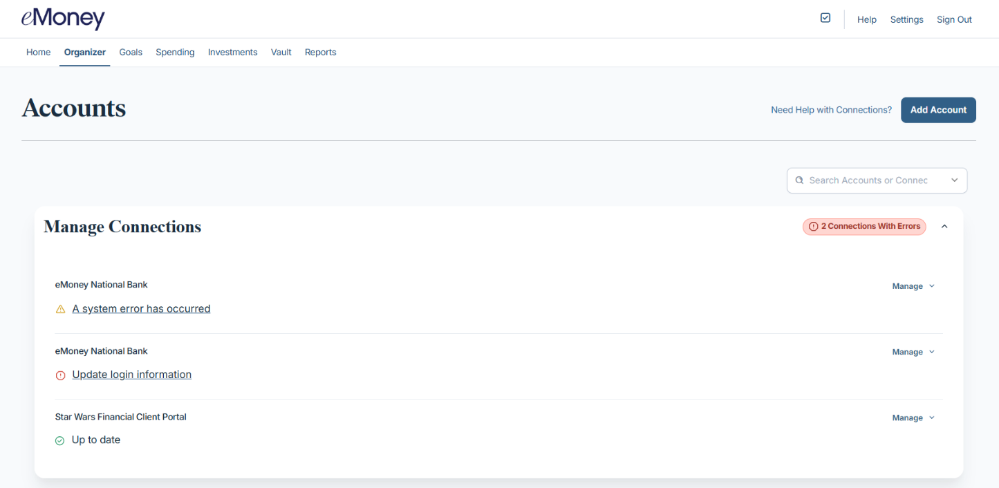 eMoney
Help Settings Sign Out
Home Organizer Goals Spending Investments Vault Reports
Accounts
Need Help with Connections? Add Account
Search Accounts or Connec
Manage Connections
2 Connections With Errors
eMoney National Bank
Manage
A system error has occurred
eMoney National Bank
Manage
Update login information
Star Wars Financial Client Portal
Manage
Up to date